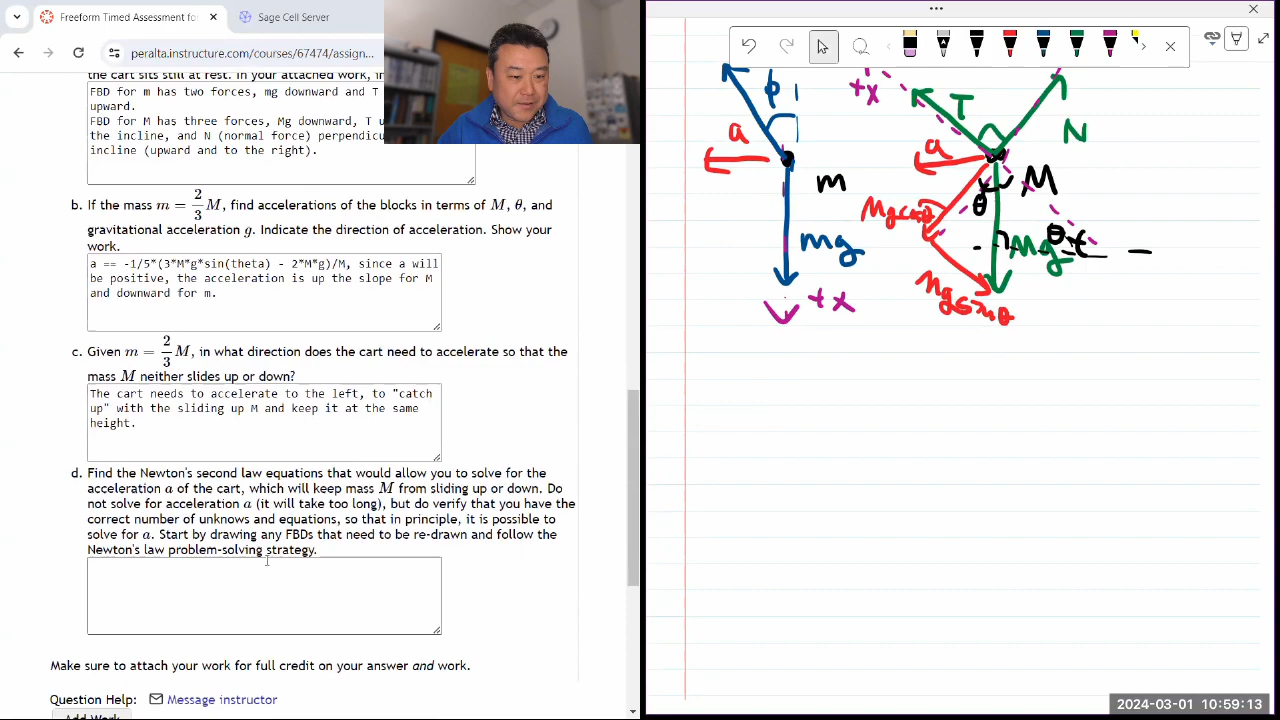 Freeform Timed Assessment for
Sage Cell Server
peralta.instructure.com/courses/
4/assign
the cart sits still at rest. In your attached work, in
FBD for m has two forces, mg downward and T
upward.
FBD for M has three forces, Mg downward, T u
the incline, and N (normal force) perpendicu
incline (upward and to the right).
b. If the mass m = 2/3 M, find accelerations of the blocks in terms of M, θ, and
gravitational acceleration g. Indicate the direction of acceleration. Show your
work.
be positive, the acceleration is up the slope for M
and downward for m.
c. Given m = 2/3 M, in what direction does the cart need to accelerate so that the
mass M neither slides up or down?
The cart needs to accelerate to the left, to "catch
up" with the sliding up M and keep it at the same
height.
d. Find the Newton's second law equations that would allow you to solve for the
acceleration a of the cart, which will keep mass M from sliding up or down. Do
not solve for acceleration a (it will take too long), but do verify that you have the
correct number of unknows and equations, so that in principle, it is possible to
solve for a. Start by drawing any FBDs that need to be re-drawn and follow the
Newton's law problem-solving strategy.
Make sure to attach your work for full credit on your answer and work.
Question Help: Message instructor
Add Work
ϕ
a
m
mg
+x
+x
T
N
a
M
θ
Mgcosθ
θ
Mg
Mgsinθ
2024-03-01 10:59:13